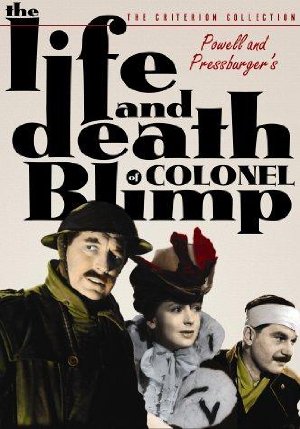 the
THE CRITERION COLLECTION
Powell and
Pressburger's
life
and
death
of COLONEL
Blimp